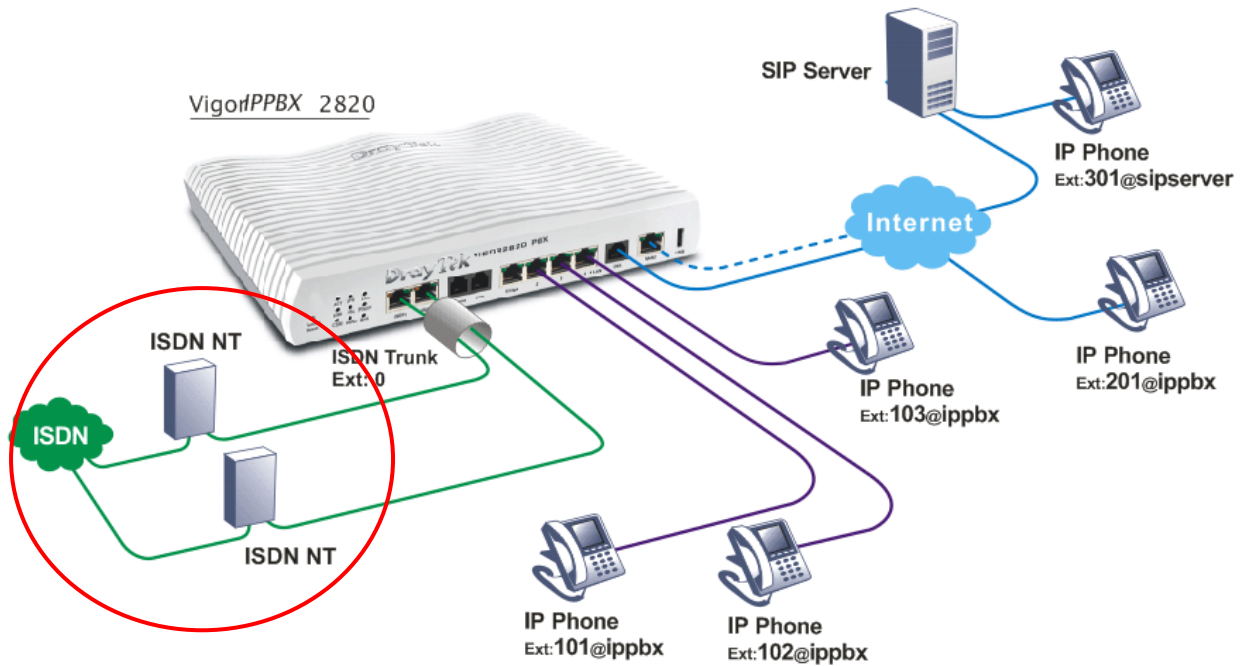 SIP Server
VigorIPPBX 2820
IP Phone
Ext:301@sipserver
Internet
DrayTek
ISDN NT
ISDN Trunk
Ext: 0
IP Phone
Ext:201@ippbx
IP Phone
Ext:103@ippbx
ISDN
ISDN NT
IP Phone
Ext:101@ippbx
IP Phone
Ext:102@ippbx